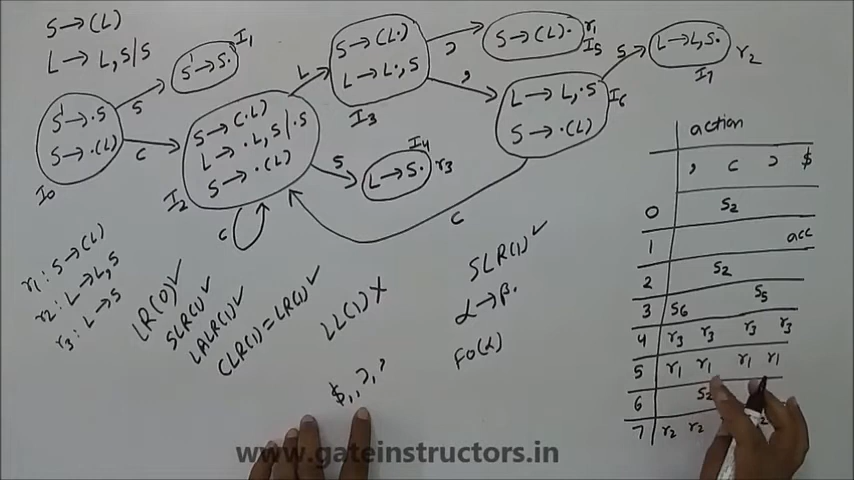 S → (L)
L → L, S | S
S' → S.
I1
S' → .S
S → .(L)
I0
S
(
S → (.L)
L → .L, S | .S
S → .(L)
I2
(
L
S → (L.)
L → L., S
I3
S
L → S.
I4
r3
)
S → (L).
r1
I5
,
L → L, .S
S → .(L)
I6
(
S
L → L, S.
I7
r2
r1 : S → (L)
r2 : L → L, S
r3 : L → S
LR(0) ✓
SLR(1) ✓
LALR(1) ✓
CLR(1) = LR(1) ✓
LL(1) X
$, ), ,
SLR(1) ✓
α → β.
FO(α)
action
, ( ) $
0 S2
1 acc
2 S2
3 S6 S5
4 r3 r3 r3 r3
5 r1 r1 r1 r1
6 S2
7 r2 r2
www.gateinstructors.in